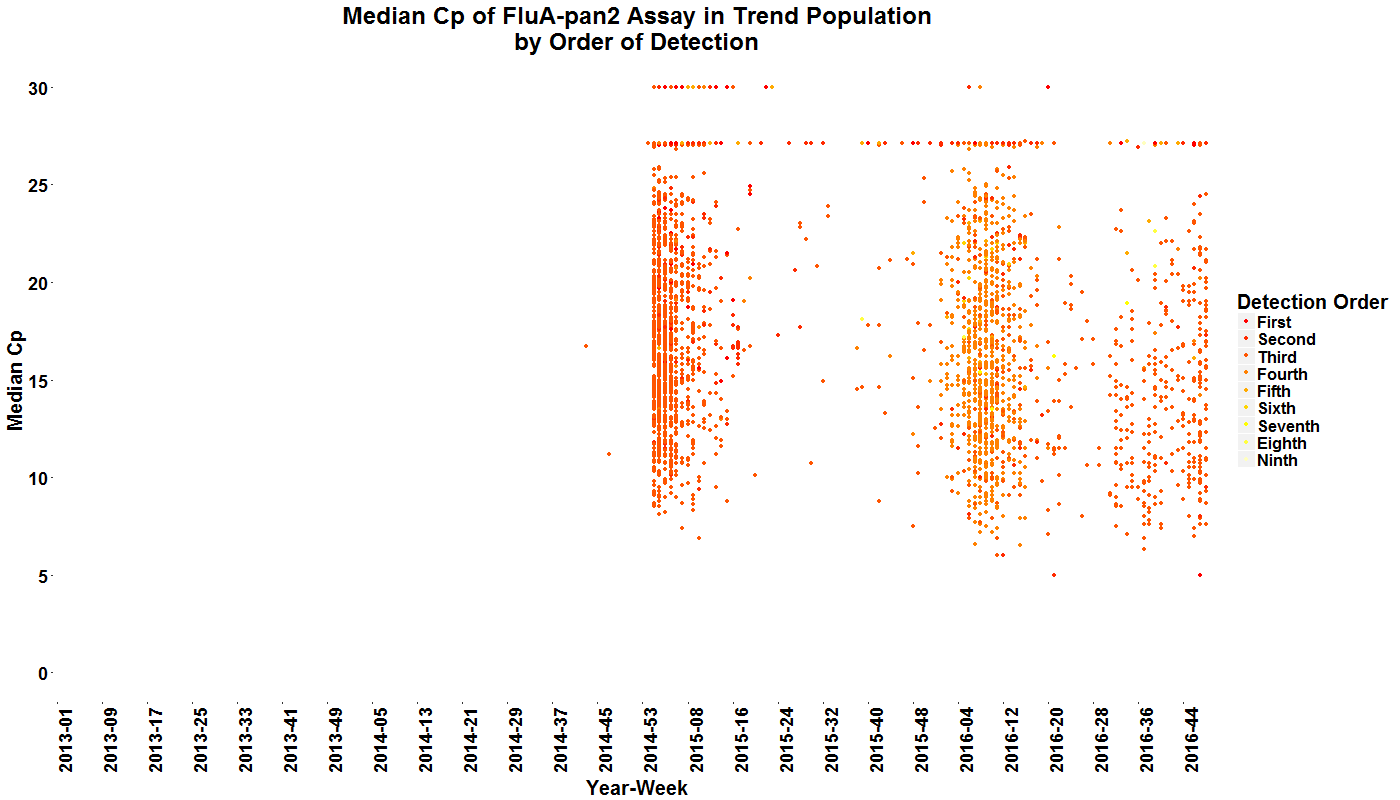 Median Cp of FluA-pan2 Assay in Trend Population
by Order of Detection
Median Cp
30
25
20
15
10
5
0
2013-01
2013-09
2013-17
2013-25
2013-33
2013-41
2013-49
2014-05
2014-13
2014-21
2014-29
2014-37
2014-45
2014-53
2015-08
2015-16
2015-24
2015-32
2015-40
2015-48
2016-04
2016-12
2016-20
2016-28
2016-36
2016-44
Year-Week
Detection Order
First
Second
Third
Fourth
Fifth
Sixth
Seventh
Eighth
Ninth